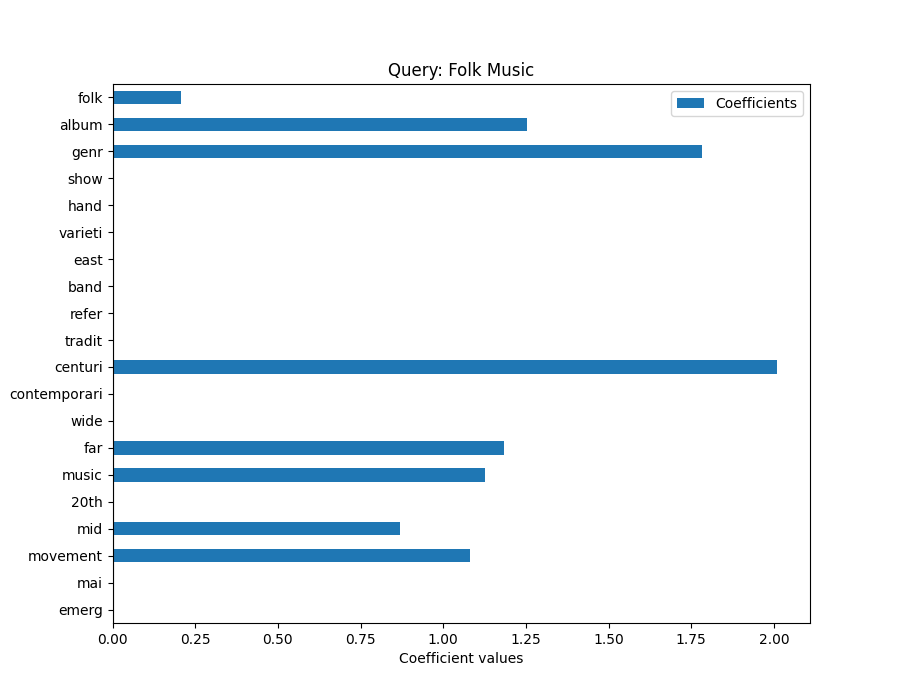 Query: Folk Music
Coefficients
folk
album
genr
show
hand
varieti
east
band
refer
tradit
centuri
contemporari
wide
far
music
20th
mid
movement
mai
emerg
0.00 0.25 0.50 0.75 1.00 1.25 1.50 1.75 2.00
Coefficient values